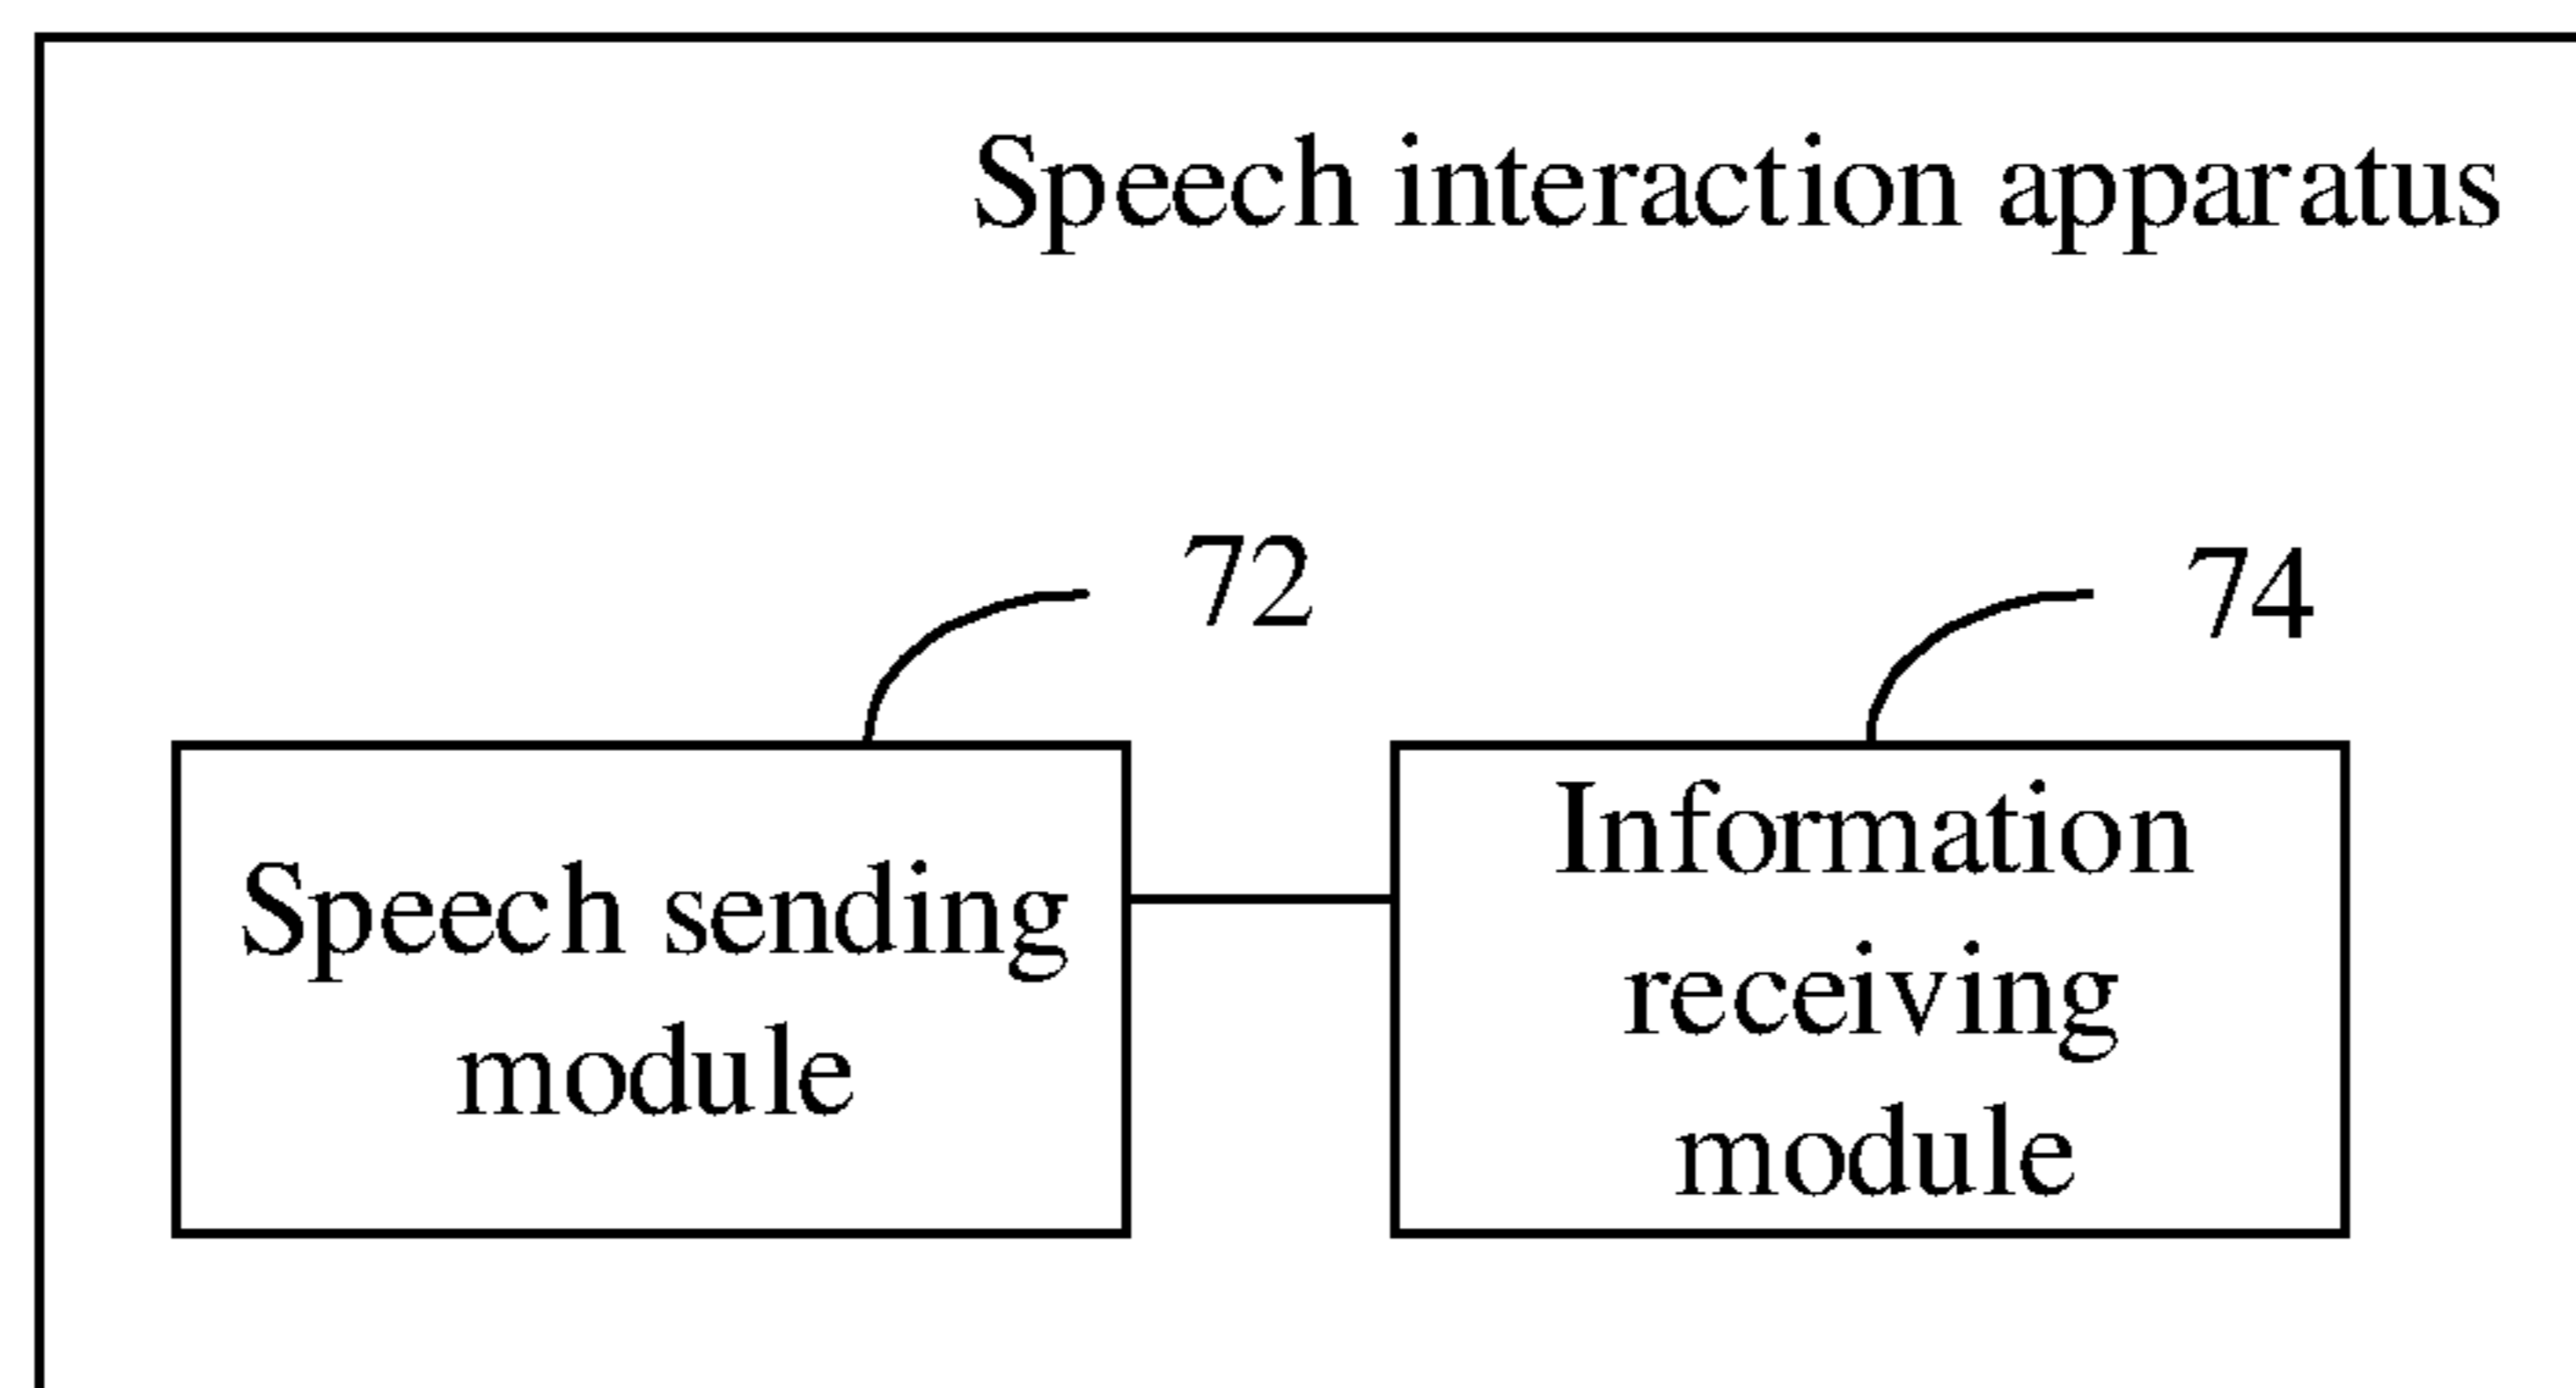 Speech interaction apparatus
72
74
Speech sending
module
Information
receiving
module